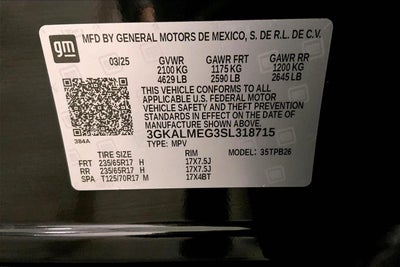 gm
MFD BY GENERAL MOTORS DE MEXICO, S. DE R.L. DE C.V.
03/25 GVWR GAWR FRT GAWR RR
2100 KG 1175 KG 1200 KG
4629 LB 2590 LB 2645 LB
THIS VEHICLE CONFORMS TO ALL
APPLICABLE U.S. FEDERAL MOTOR
VEHICLE SAFETY AND THEFT PREVENTION
STANDARDS IN EFFECT ON THE DATE OF
MANUFACTURE SHOWN ABOVE.
3GKALMEG3SL318715
384A TYPE: MPV MODEL: 35TPB26
TIRE SIZE RIM
FRT 235/65R17 H 17X7.5J
RR 235/65R17 H 17X7.5J
SPA T125/70R17 M 17X4BT